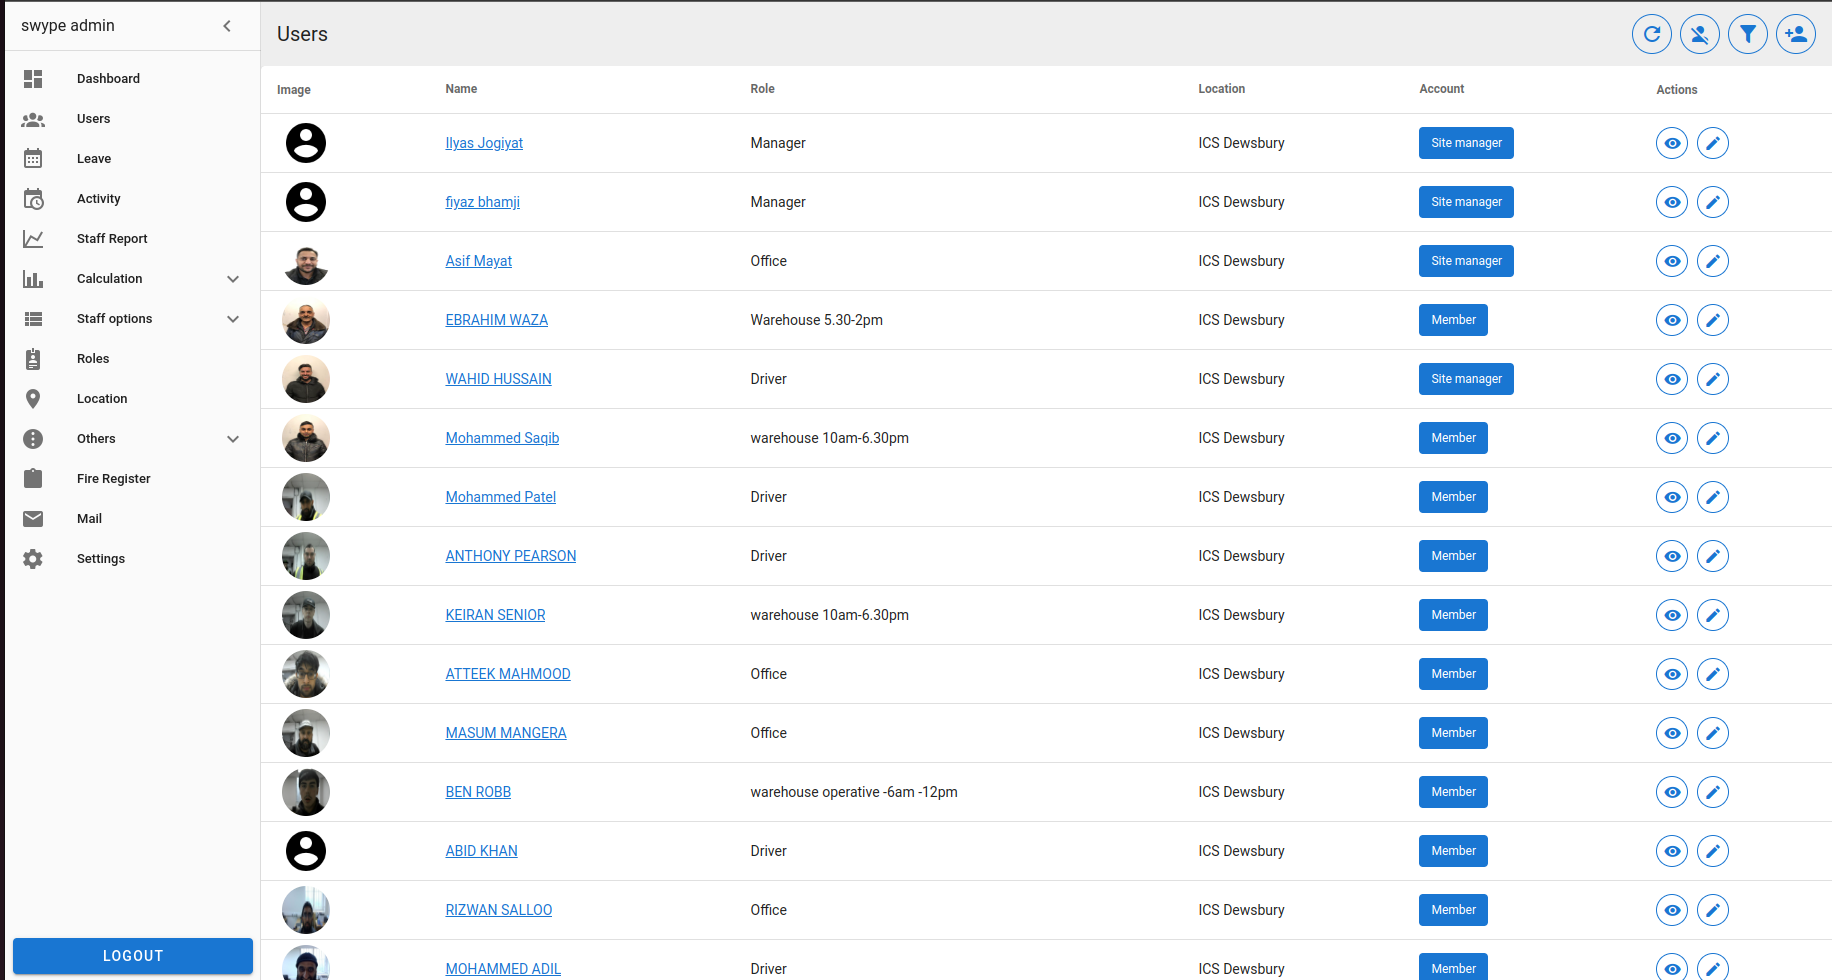 swype admin
Users
Dashboard
Users
Leave
Activity
Staff Report
Calculation
Staff options
Roles
Location
Others
Fire Register
Mail
Settings
LOGOUT
Image Name Role Location Account Actions
Ilyas Jogiyat Manager ICS Dewsbury Site manager
fiyaz bhamji Manager ICS Dewsbury Site manager
Asif Mayat Office ICS Dewsbury Site manager
EBRAHIM WAZA Warehouse 5.30-2pm ICS Dewsbury Member
WAHID HUSSAIN Driver ICS Dewsbury Site manager
Mohammed Saqib warehouse 10am-6.30pm ICS Dewsbury Member
Mohammed Patel Driver ICS Dewsbury Member
ANTHONY PEARSON Driver ICS Dewsbury Member
KEIRAN SENIOR warehouse 10am-6.30pm ICS Dewsbury Member
ATTEEK MAHMOOD Office ICS Dewsbury Member
MASUM MANGERA Office ICS Dewsbury Member
BEN ROBB warehouse operative -6am -12pm ICS Dewsbury Member
ABID KHAN Driver ICS Dewsbury Member
RIZWAN SALLOO Office ICS Dewsbury Member
MOHAMMED ADIL Driver ICS Dewsbury Member